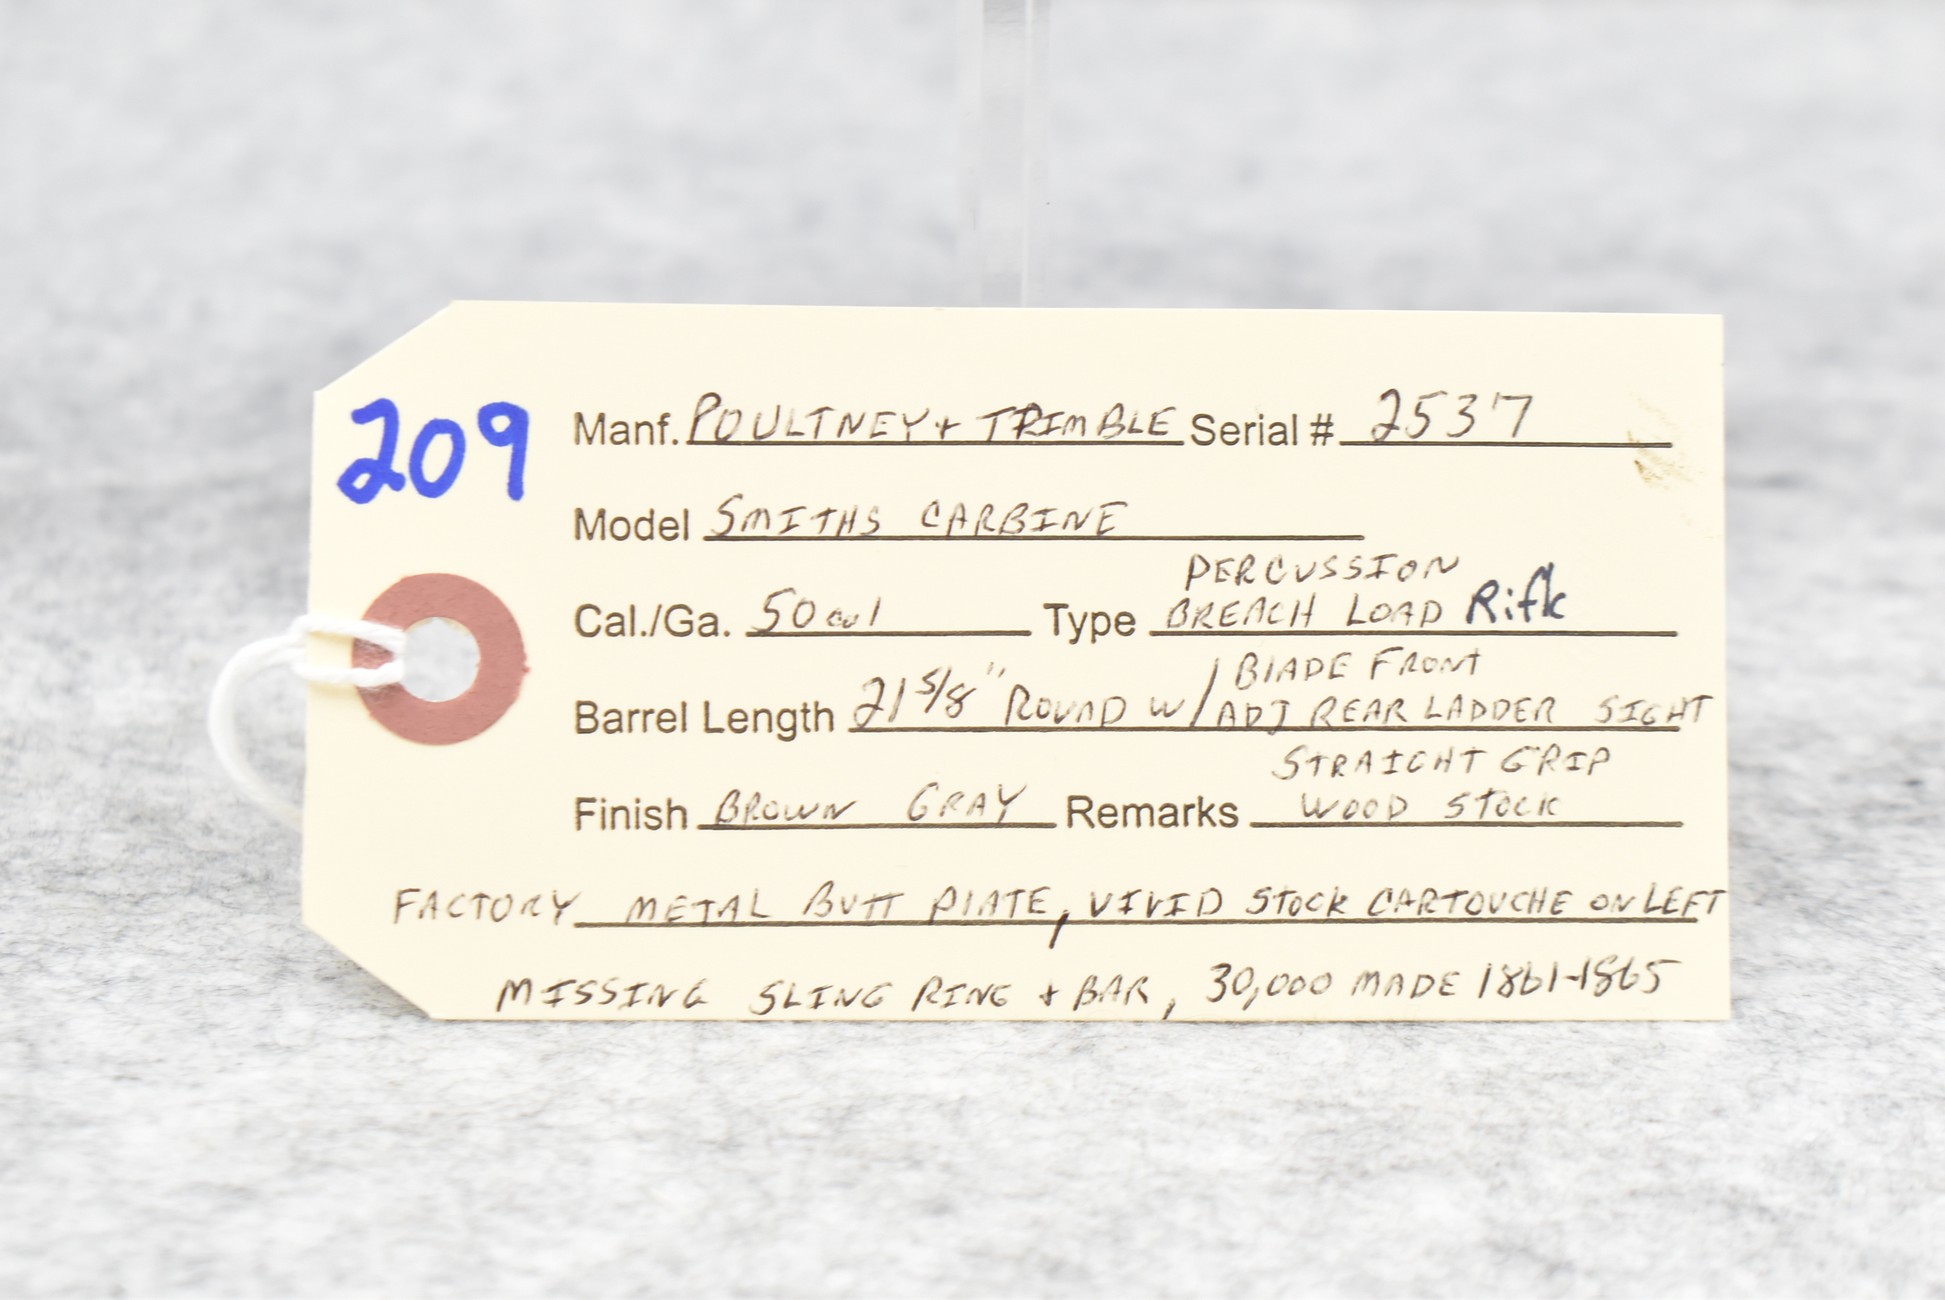 209
Manf. POULTNEY + TRIMBLE Serial # 2537
Model SMITHS CARBINE
PERCUSSION
Cal./Ga. 50 cal Type BREACH LOAD Rifle
BLADE FRONT
Barrel Length 21 5/8" ROUND W/ ADJ REAR LADDER SIGHT
STRAIGHT GRIP
Finish BROWN GRAY Remarks WOOD STOCK
FACTORY METAL BUTT PLATE, VIVID STOCK CARTOUCHE ON LEFT
MISSING SLING RING + BAR, 30,000 MADE 1861-1865